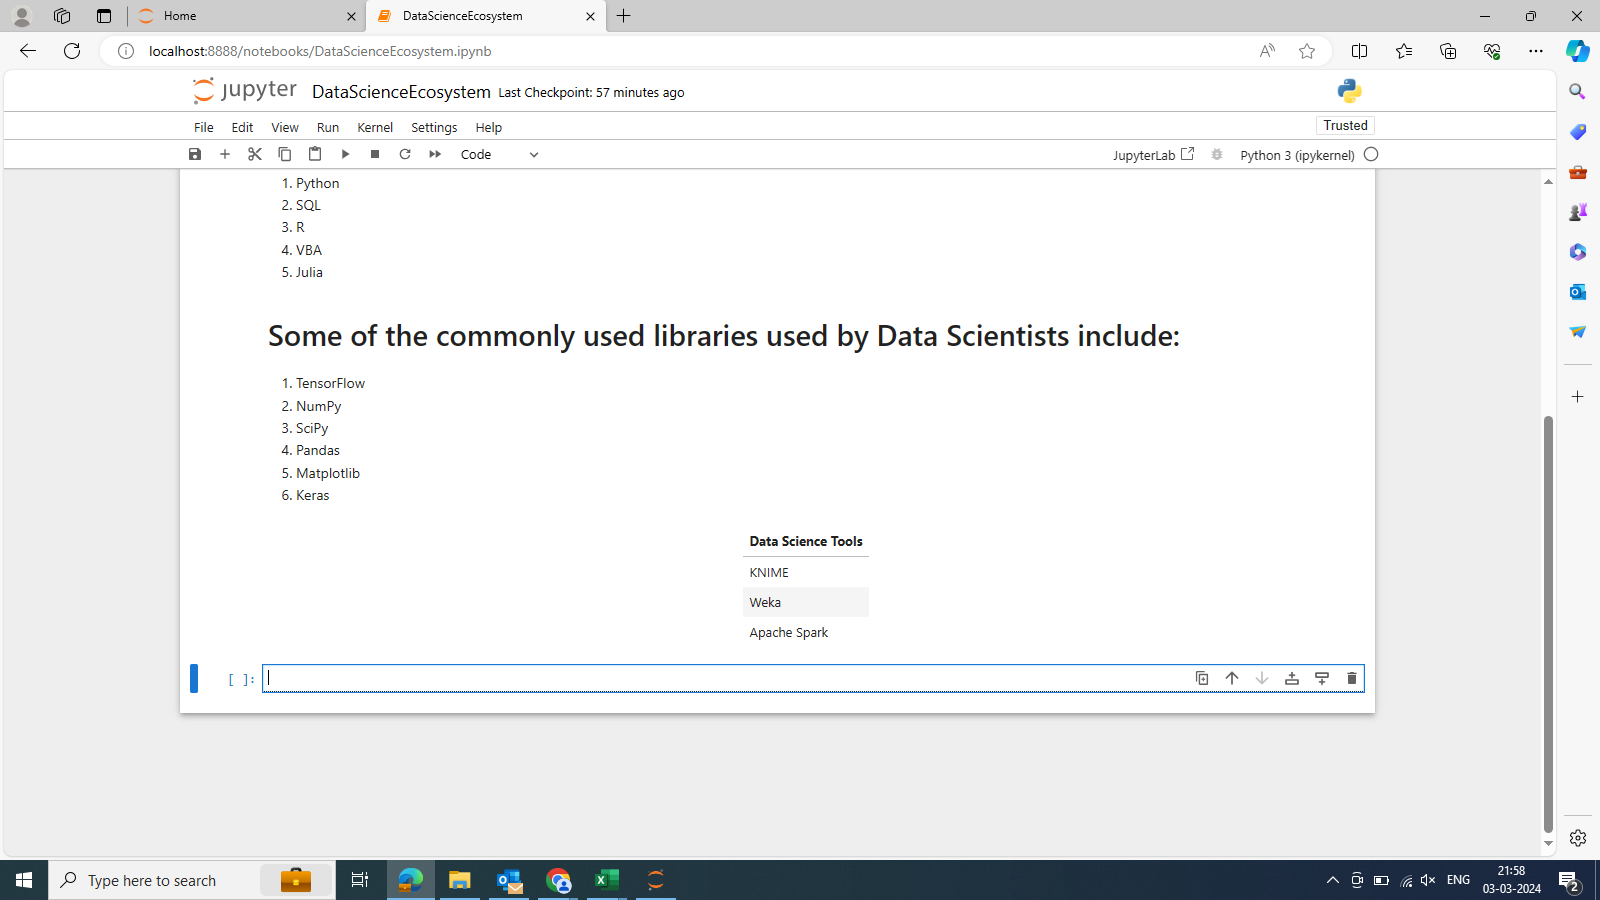 Home
DataScienceEcosystem
localhost:8888/notebooks/DataScienceEcosystem.ipynb
jupyter DataScienceEcosystem Last Checkpoint: 57 minutes ago
File Edit View Run Kernel Settings Help
Trusted
Code
JupyterLab
Python 3 (ipykernel)
1. Python
2. SQL
3. R
4. VBA
5. Julia
Some of the commonly used libraries used by Data Scientists include:
1. TensorFlow
2. NumPy
3. SciPy
4. Pandas
5. Matplotlib
6. Keras
Data Science Tools
KNIME
Weka
Apache Spark
[ ]:
Type here to search
ENG
21:58
03-03-2024
2